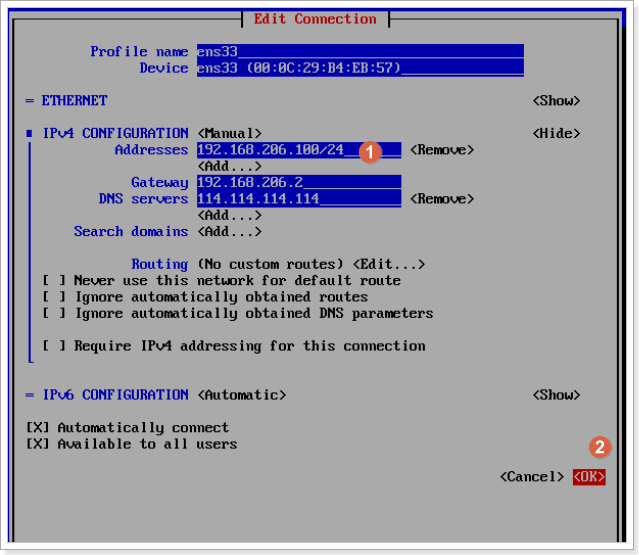 Edit Connection
Profile name ens33
Device ens33 (00:0C:29:B4:EB:57)
= ETHERNET <Show>
IPv4 CONFIGURATION <Manual> <Hide>
Addresses 192.168.206.100/24 1 <Remove>
<Add...>
Gateway 192.168.206.2
DNS servers 114.114.114.114 <Remove>
<Add...>
Search domains <Add...>
Routing (No custom routes) <Edit...>
[ ] Never use this network for default route
[ ] Ignore automatically obtained routes
[ ] Ignore automatically obtained DNS parameters
[ ] Require IPv4 addressing for this connection
= IPv6 CONFIGURATION <Automatic> <Show>
[X] Automatically connect
[X] Available to all users
2
<Cancel> <OK>